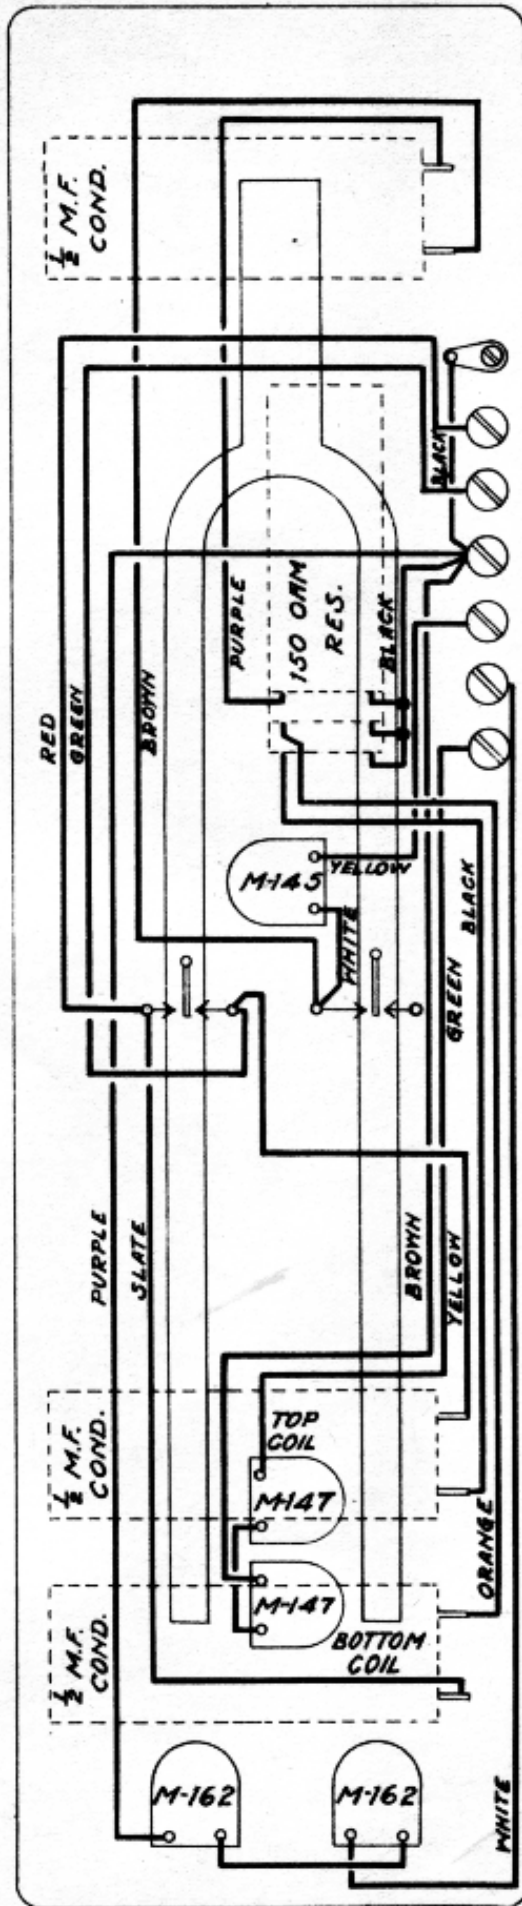 ½ M.F.
COND.
BLACK
PURPLE
150 OHM
RES.
BLACK
RED
GREEN
BROWN
M-145
YELLOW
WHITE
BLACK
GREEN
PURPLE
SLATE
BROWN
YELLOW
½ M.F.
COND.
TOP
COIL
M-147
ORANGE
½ M.F.
COND.
M-147
BOTTOM
COIL
M-162
M-162
WHITE